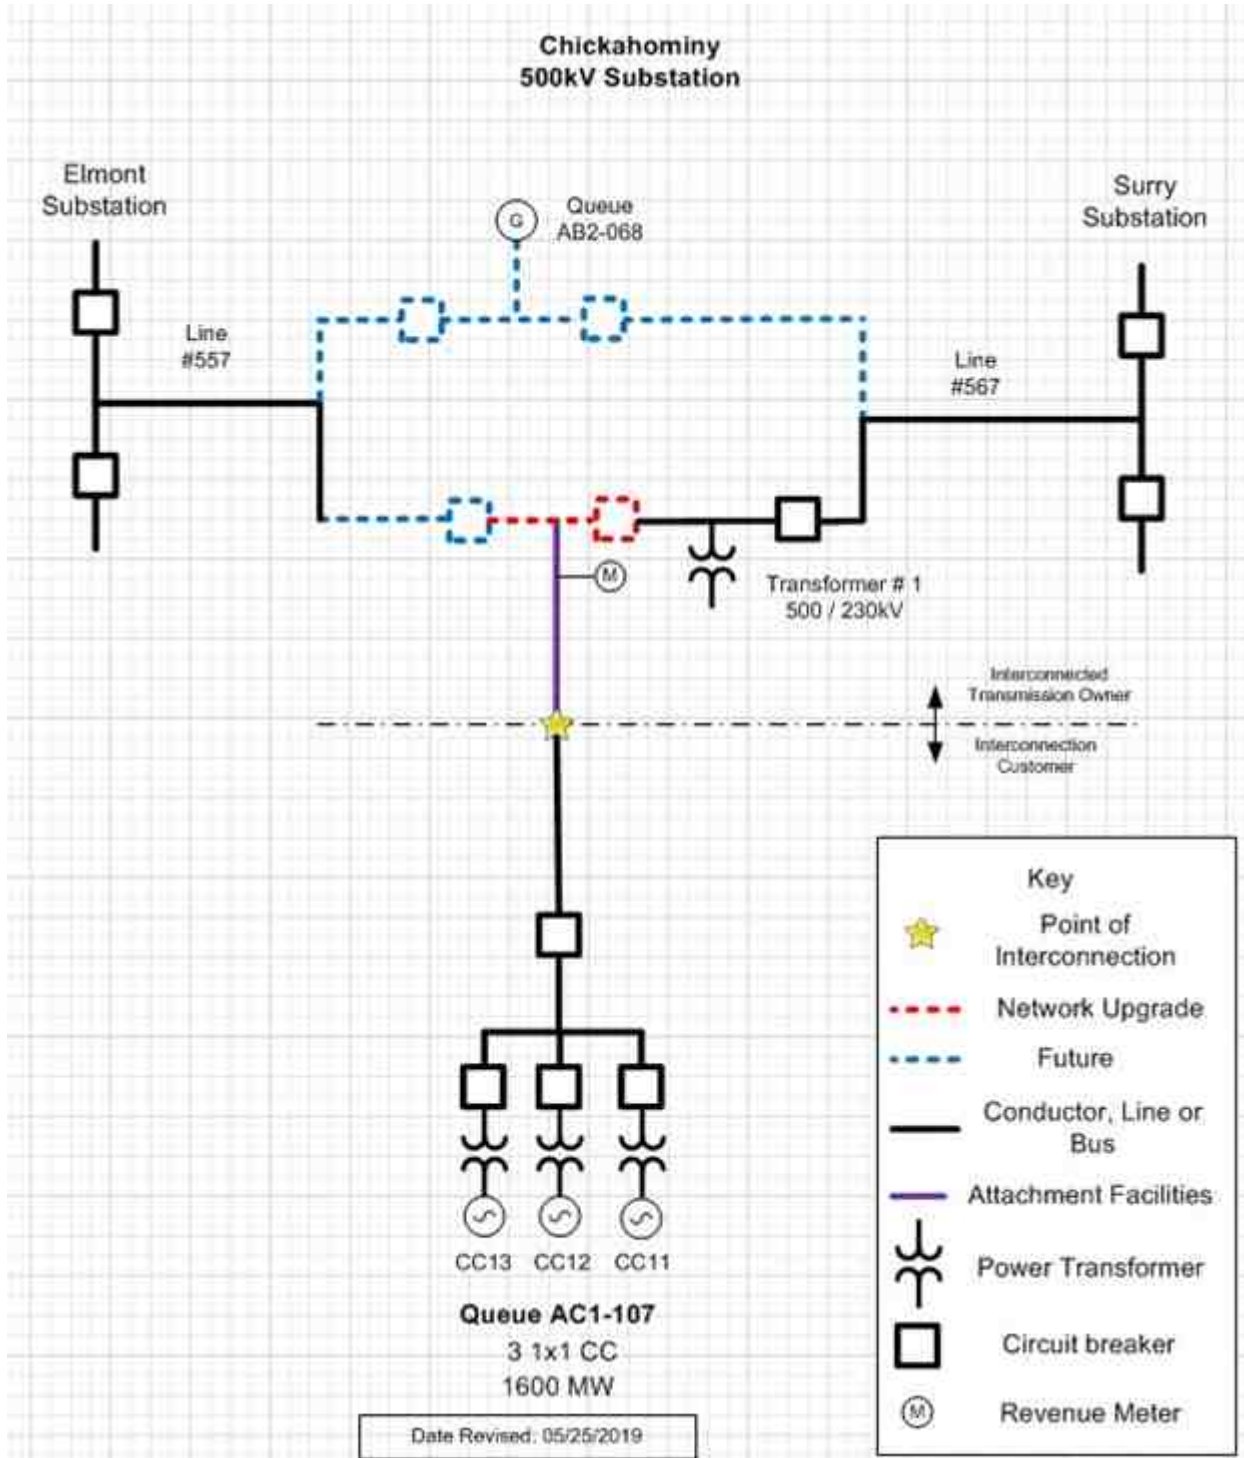 Chickahominy
500kV Substation
Elmont
Substation
Surry
Substation
G
Queue
AB2-068
Line
#557
Line
#567
M
Transformer # 1
500 / 230kV
Interconnected
Transmission Owner
Interconnection
Customer
CC13
CC12
CC11
Queue AC1-107
3 1x1 CC
1600 MW
Date Revised: 05/25/2019
Key
Point of
Interconnection
Network Upgrade
Future
Conductor, Line or
Bus
Attachment Facilities
Power Transformer
Circuit breaker
M
Revenue Meter